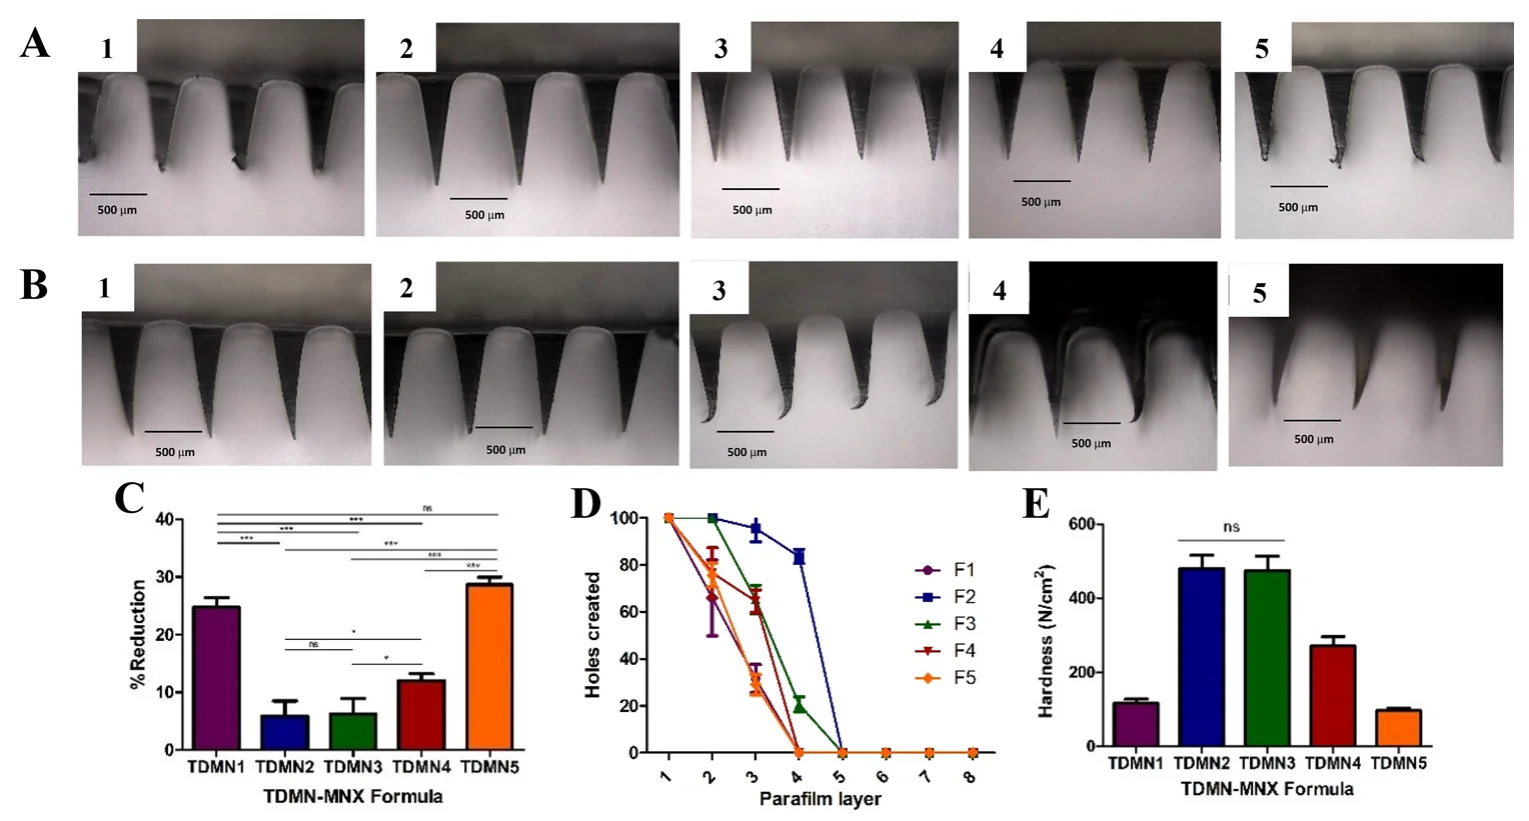 A
1
2
3
4
5
500 μm
500 μm
500 μm
500 μm
500 μm
B
1
2
3
4
5
500 μm
500 μm
500 μm
500 μm
500 μm
C
%Reduction
40
30
20
10
0
ns
***
***
***
***
***
***
*
ns
*
TDMN1 TDMN2 TDMN3 TDMN4 TDMN5
TDMN-MNX Formula
D
Holes created
100
80
60
40
20
0
F1
F2
F3
F4
F5
1 2 3 4 5 6 7 8
Parafilm layer
E
Hardness (N/cm²)
600
400
200
0
ns
TDMN1 TDMN2 TDMN3 TDMN4 TDMN5
TDMN-MNX Formula